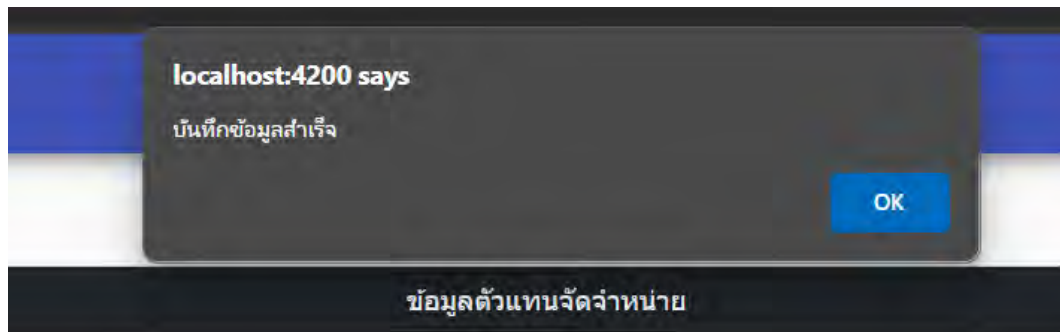 localhost:4200 says
บันทึกข้อมูลสำเร็จ
OK
ข้อมูลตัวแทนจัดจำหน่าย